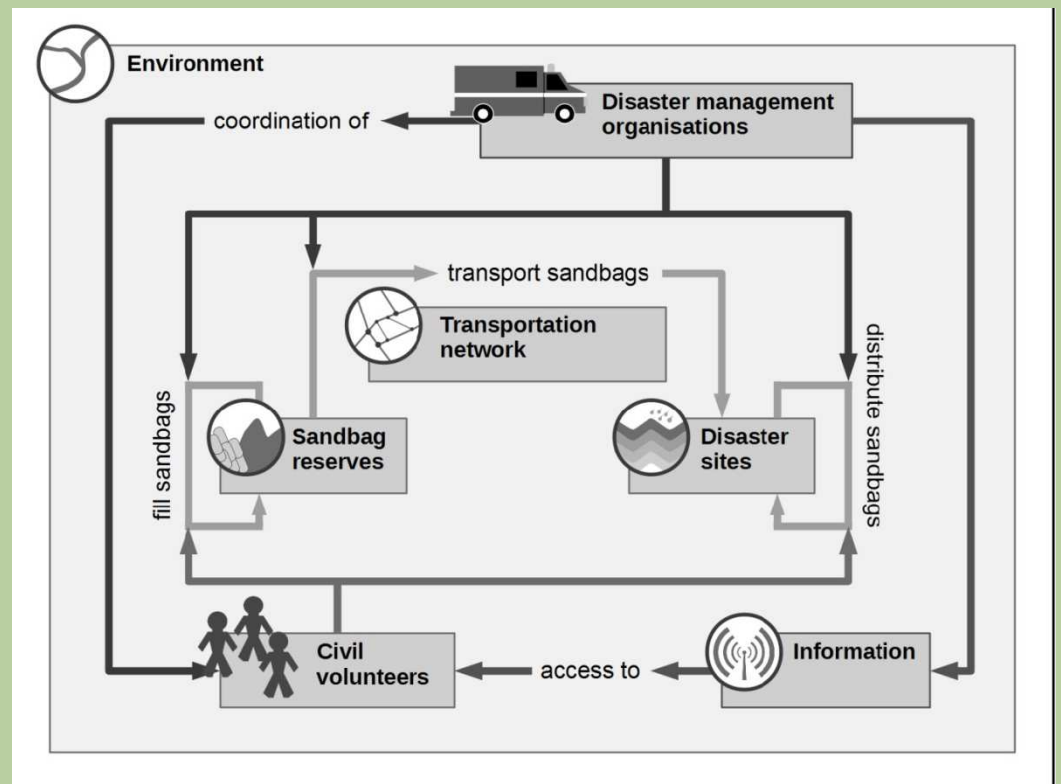 Environment
Disaster management
organisations
coordination of
transport sandbags
Transportation
network
fill sandbags
Sandbag
reserves
Disaster
sites
distribute sandbags
Civil
volunteers
access to
Information